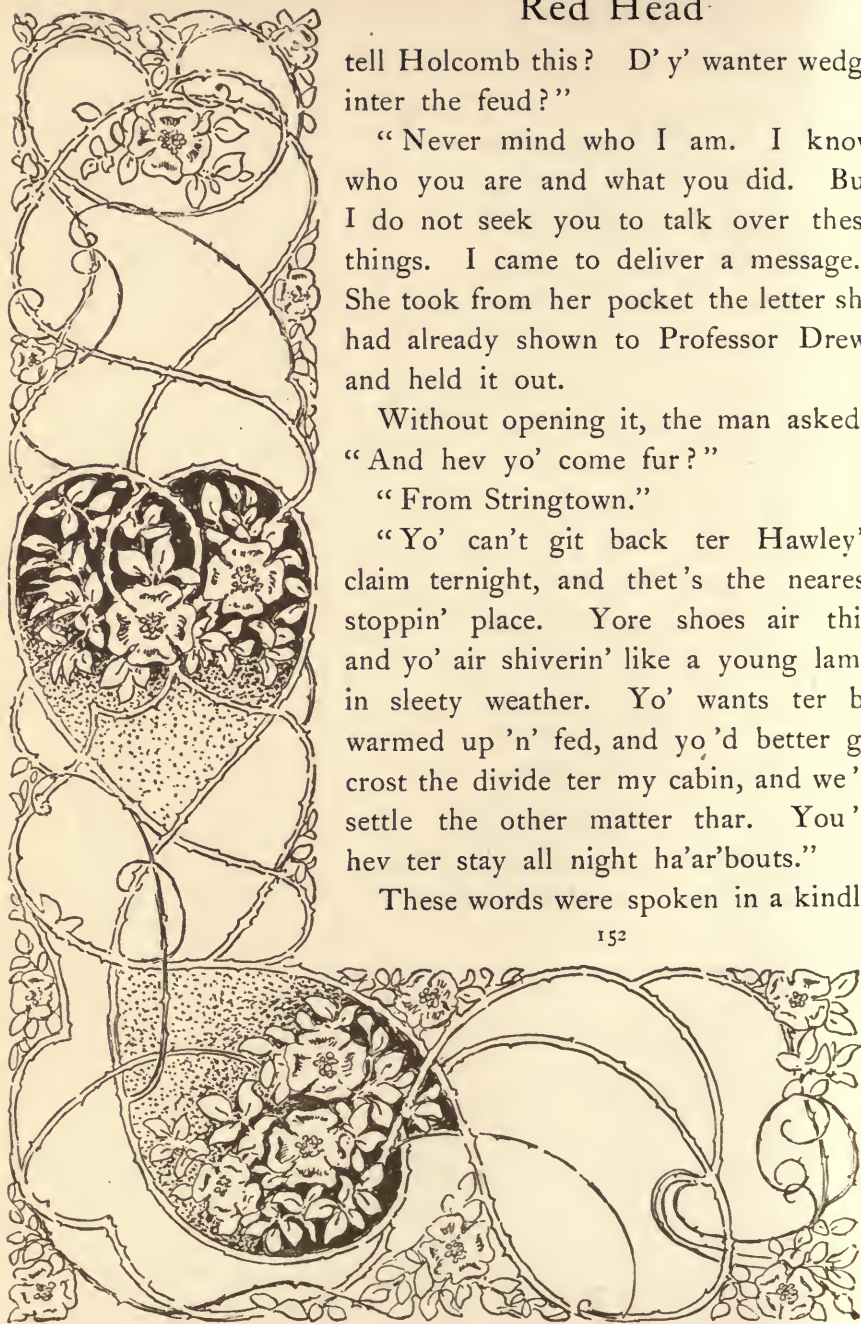 Red Head
tell Holcomb this? D'y' wanter wedg
inter the feud?"
"Never mind who I am. I know
who you are and what you did. Bu
I do not seek you to talk over thes
things. I came to deliver a message.
She took from her pocket the letter sh
had already shown to Professor Drew
and held it out.
Without opening it, the man asked
"And hev yo' come fur?"
"From Stringtown."
"Yo' can't git back ter Hawley'
claim ternight, and thet's the neares
stoppin' place. Yore shoes air thi
and yo' air shiverin' like a young lam
in sleety weather. Yo' wants ter b
warmed up 'n' fed, and yo'd better g
crost the divide ter my cabin, and we'
settle the other matter thar. You'
hev ter stay all night ha'ar'bouts."
These words were spoken in a kindl
152